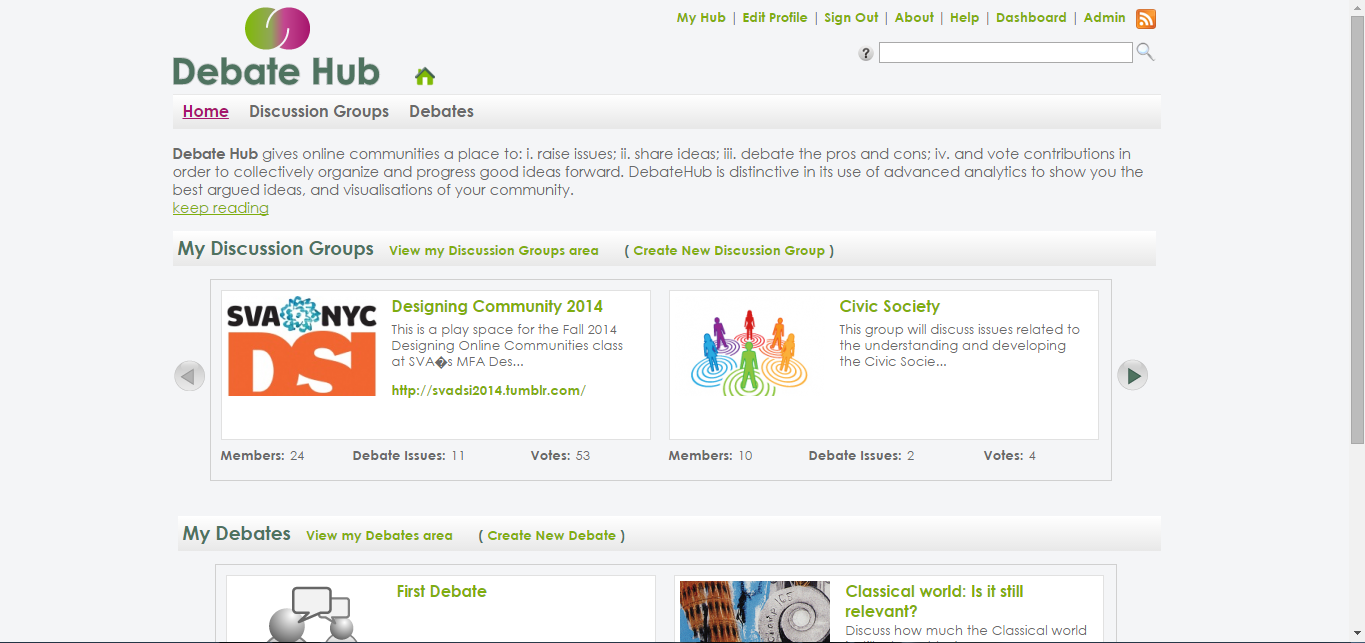 Debate Hub
My Hub | Edit Profile | Sign Out | About | Help | Dashboard | Admin
?
Home Discussion Groups Debates
Debate Hub gives online communities a place to: i. raise issues; ii. share ideas; iii. debate the pros and cons; iv. and vote contributions in
order to collectively organize and progress good ideas forward. DebateHub is distinctive in its use of advanced analytics to show you the
best argued ideas, and visualisations of your community.
keep reading
My Discussion Groups View my Discussion Groups area ( Create New Discussion Group )
SVA NYC
DSI
Designing Community 2014
This is a play space for the Fall 2014
Designing Online Communities class
at SVA�s MFA Des...
http://svadsi2014.tumblr.com/
Civic Society
This group will discuss issues related to
the understanding and developing
the Civic Socie...
Members: 24 Debate Issues: 11 Votes: 53
Members: 10 Debate Issues: 2 Votes: 4
My Debates View my Debates area ( Create New Debate )
First Debate
Classical world: Is it still
relevant?
Discuss how much the Classical world